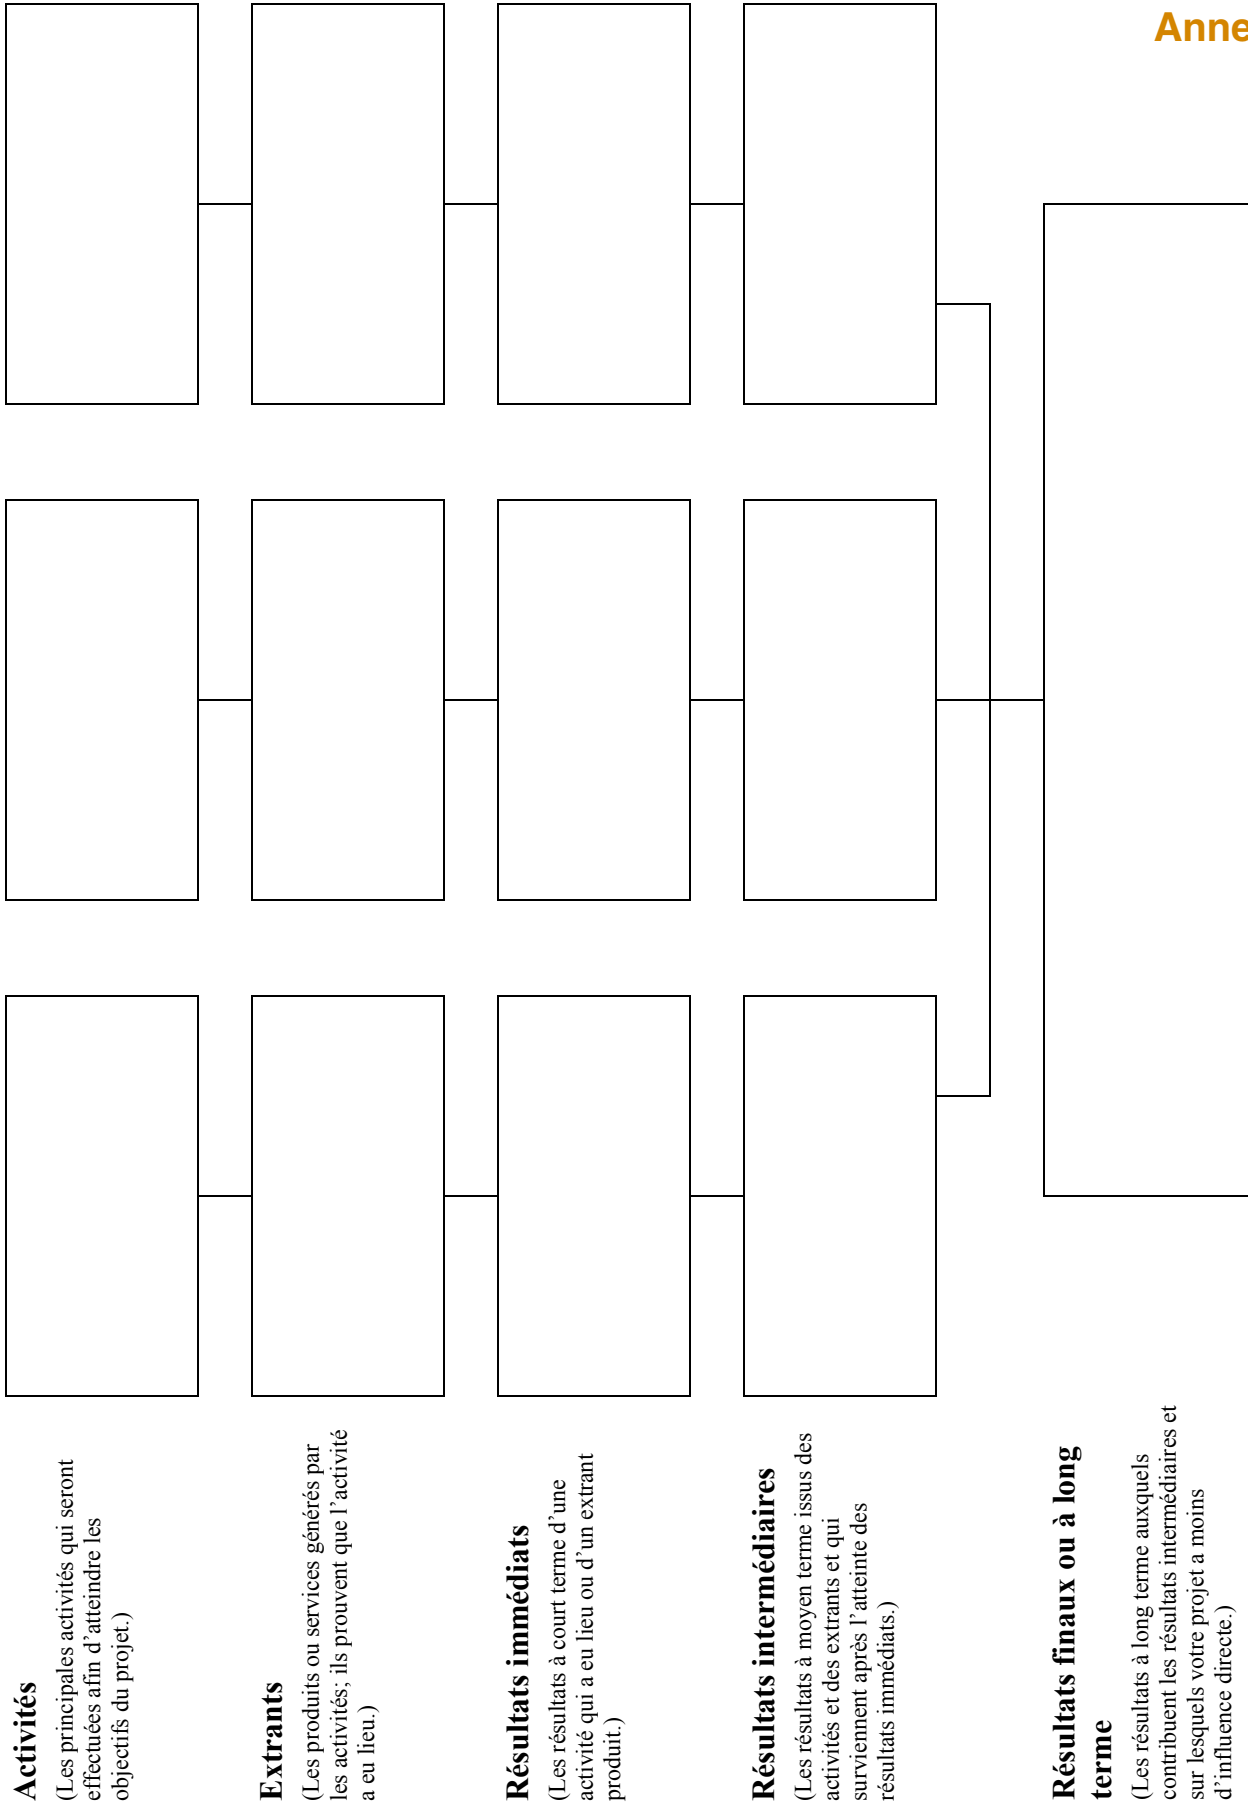 Anne
Activités
(Les principales activités qui seront
effectuées afin d’atteindre les
objectifs du projet.)
Extrants
(Les produits ou services générés par
les activités; ils prouvent que l’activité
a eu lieu.)
Résultats immédiats
(Les résultats à court terme d’une
activité qui a eu lieu ou d’un extrant
produit.)
Résultats intermédiaires
(Les résultats à moyen terme issus des
activités et des extrants et qui
surviennent après l’atteinte des
résultats immédiats.)
Résultats finaux ou à long
terme
(Les résultats à long terme auxquels
contribuent les résultats intermédiaires et
sur lesquels votre projet a moins
d’influence directe.)